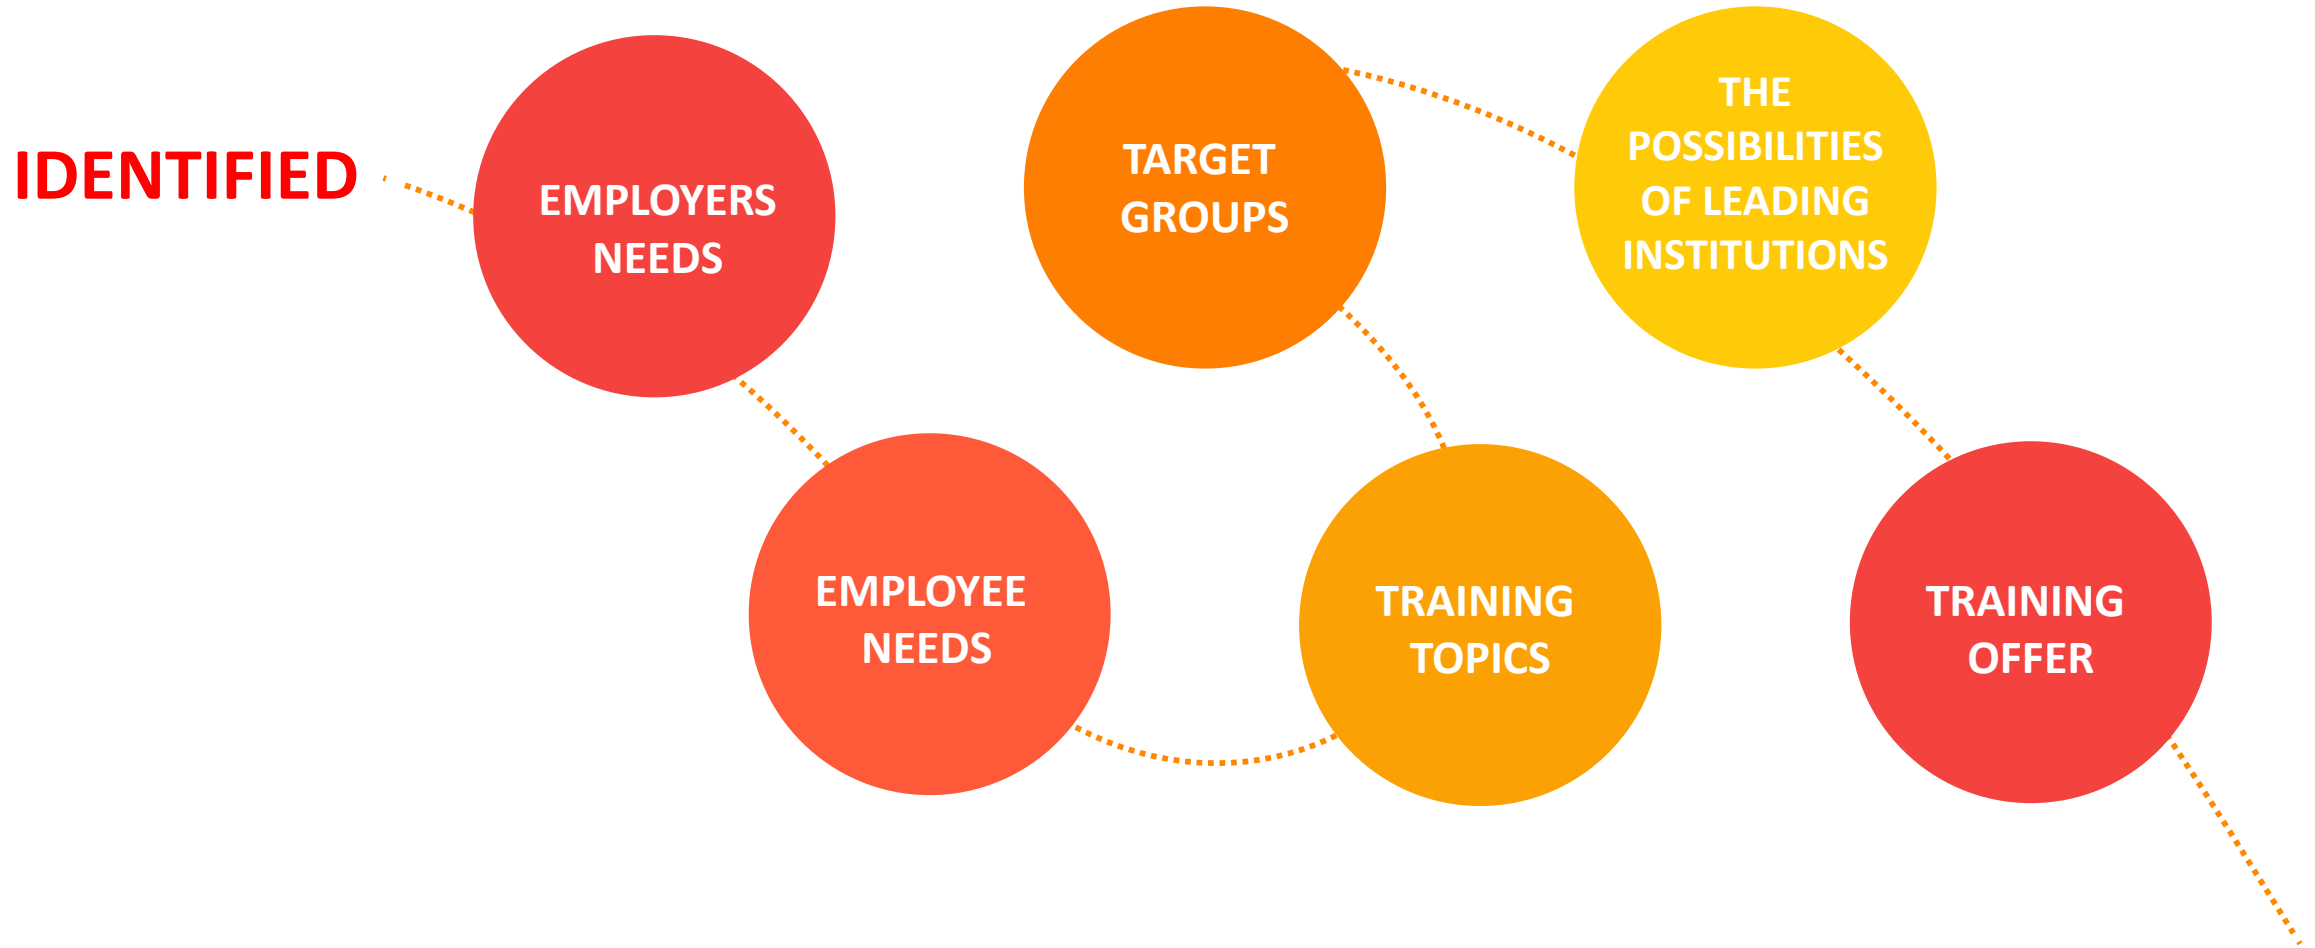 IDENTIFIED
EMPLOYERS
NEEDS
EMPLOYEE
NEEDS
TARGET
GROUPS
TRAINING
TOPICS
THE
POSSIBILITIES
OF LEADING
INSTITUTIONS
TRAINING
OFFER